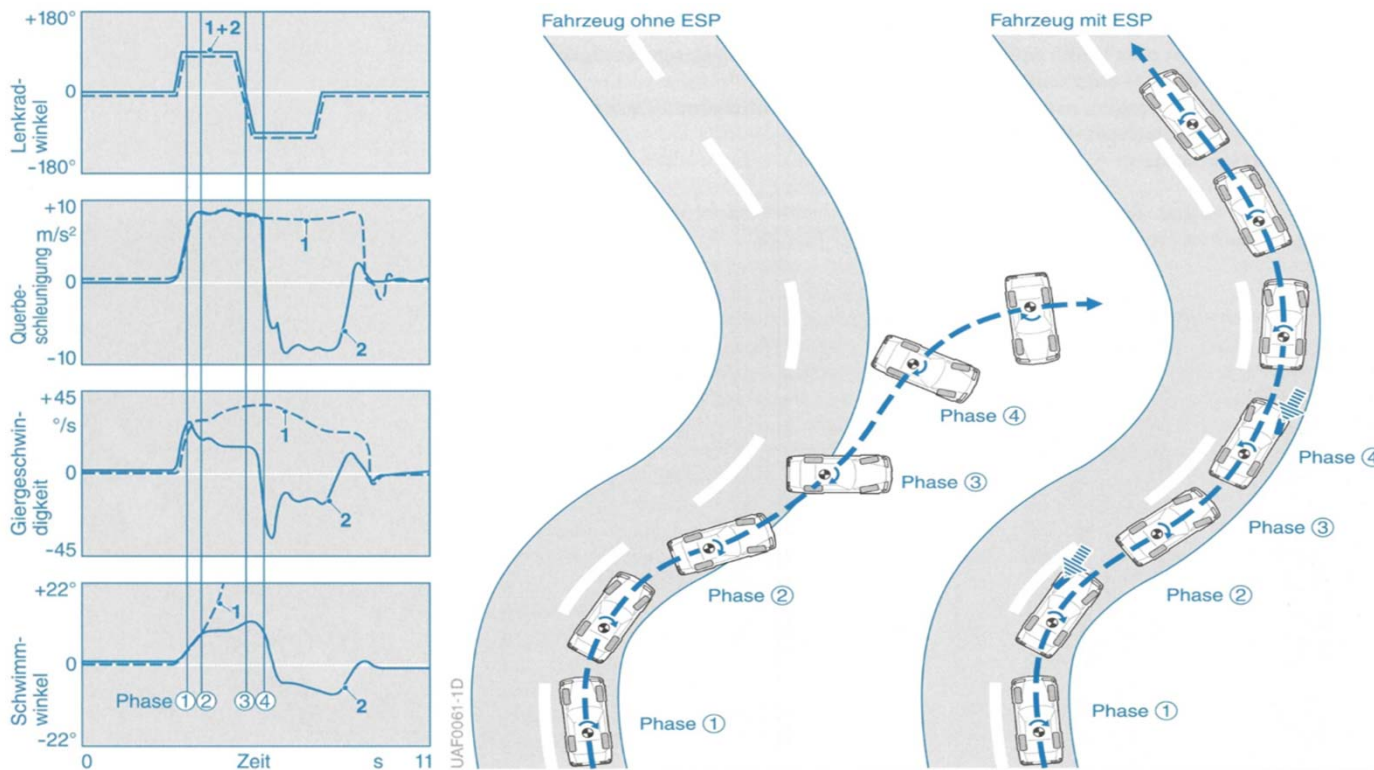 +180°
1+2
0
-180°
Lenkrad-
winkel
+10
m/s²
0
-10
1
2
Querbe-
schleunigung
+45
°/s
0
-45
1
2
Giergeschwin-
digkeit
+22°
0
-22°
1
2
Schwimm-
winkel
Phase ① ② ③ ④
0 Zeit s 11
UAF0061-1D
Fahrzeug ohne ESP
Phase ④
Phase ③
Phase ②
Phase ①
Fahrzeug mit ESP
Phase ④
Phase ③
Phase ②
Phase ①